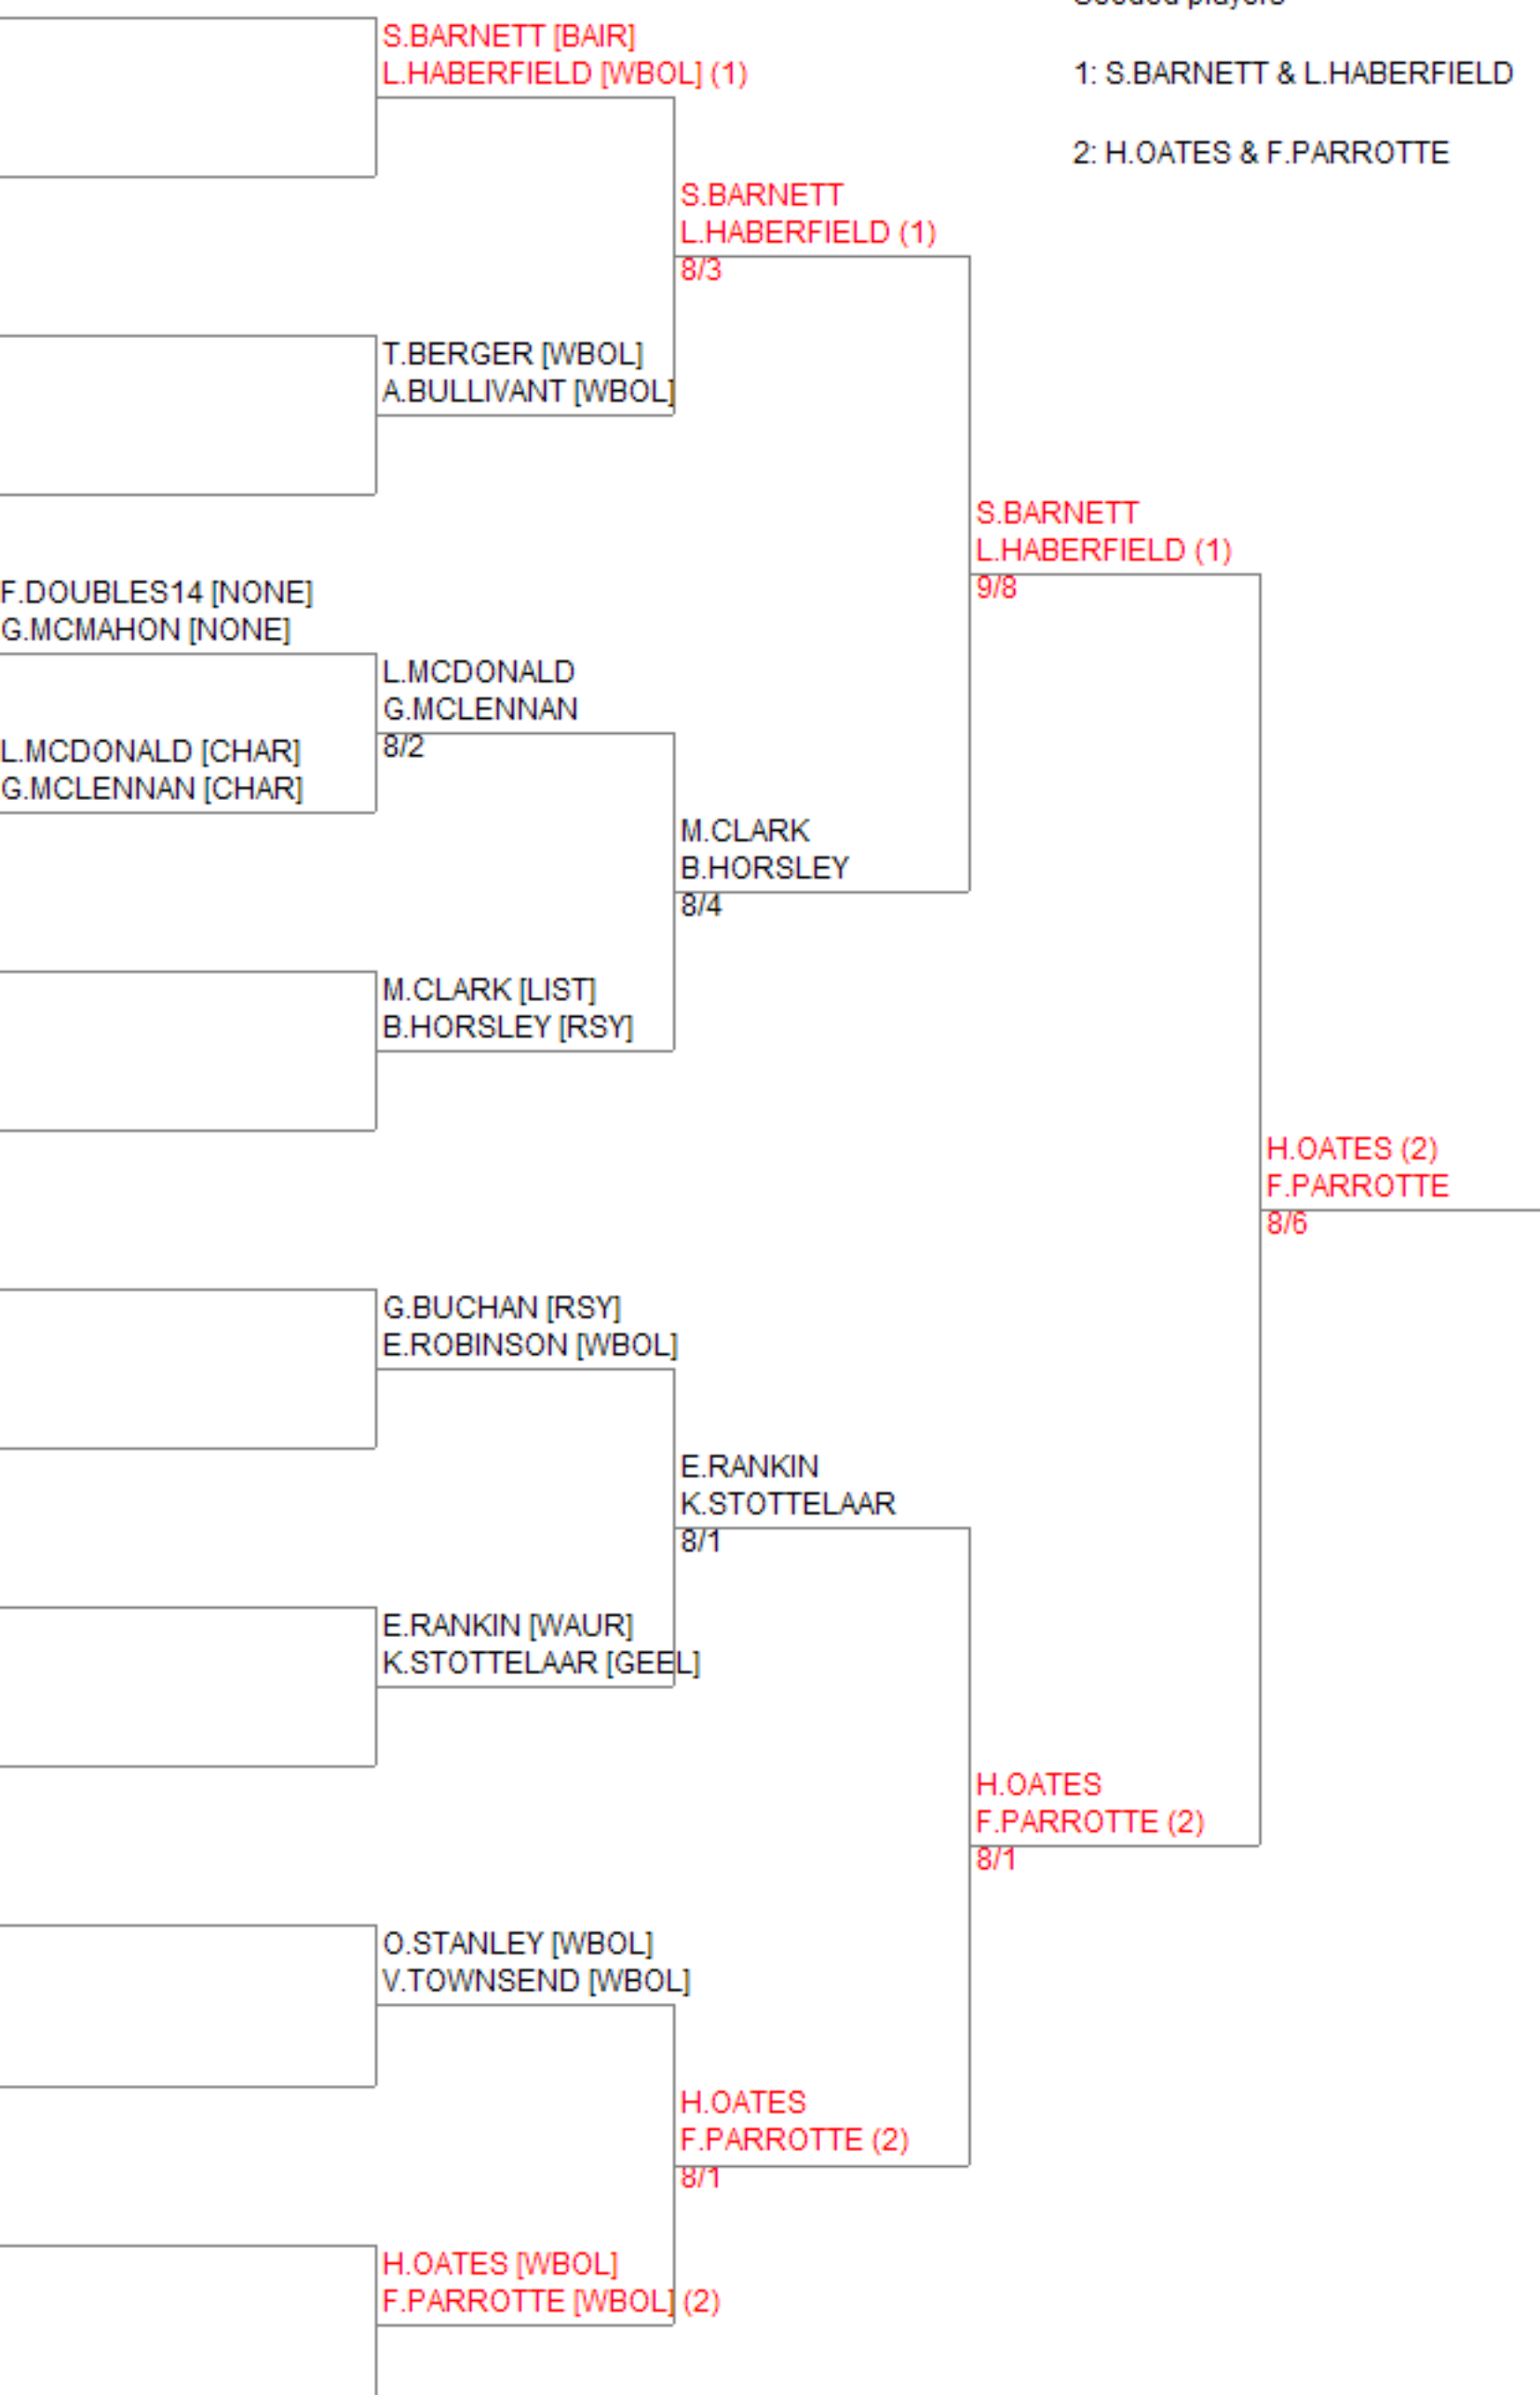 Seeded players
1: S.BARNETT & L.HABERFIELD
2: H.OATES & F.PARROTTE
S.BARNETT [BAIR]
L.HABERFIELD [WBOL] (1)
S.BARNETT
L.HABERFIELD (1)
8/3
T.BERGER [WBOL]
A.BULLIVANT [WBOL]
S.BARNETT
L.HABERFIELD (1)
9/8
F.DOUBLES14 [NONE]
G.MCMAHON [NONE]
L.MCDONALD
G.MCLENNAN
8/2
L.MCDONALD [CHAR]
G.MCLENNAN [CHAR]
M.CLARK
B.HORSLEY
8/4
M.CLARK [LIST]
B.HORSLEY [RSY]
H.OATES (2)
F.PARROTTE
8/6
G.BUCHAN [RSY]
E.ROBINSON [WBOL]
E.RANKIN
K.STOTTELAAR
8/1
E.RANKIN [WAUR]
K.STOTTELAAR [GEEL]
H.OATES
F.PARROTTE (2)
8/1
O.STANLEY [WBOL]
V.TOWNSEND [WBOL]
H.OATES
F.PARROTTE (2)
8/1
H.OATES [WBOL]
F.PARROTTE [WBOL] (2)